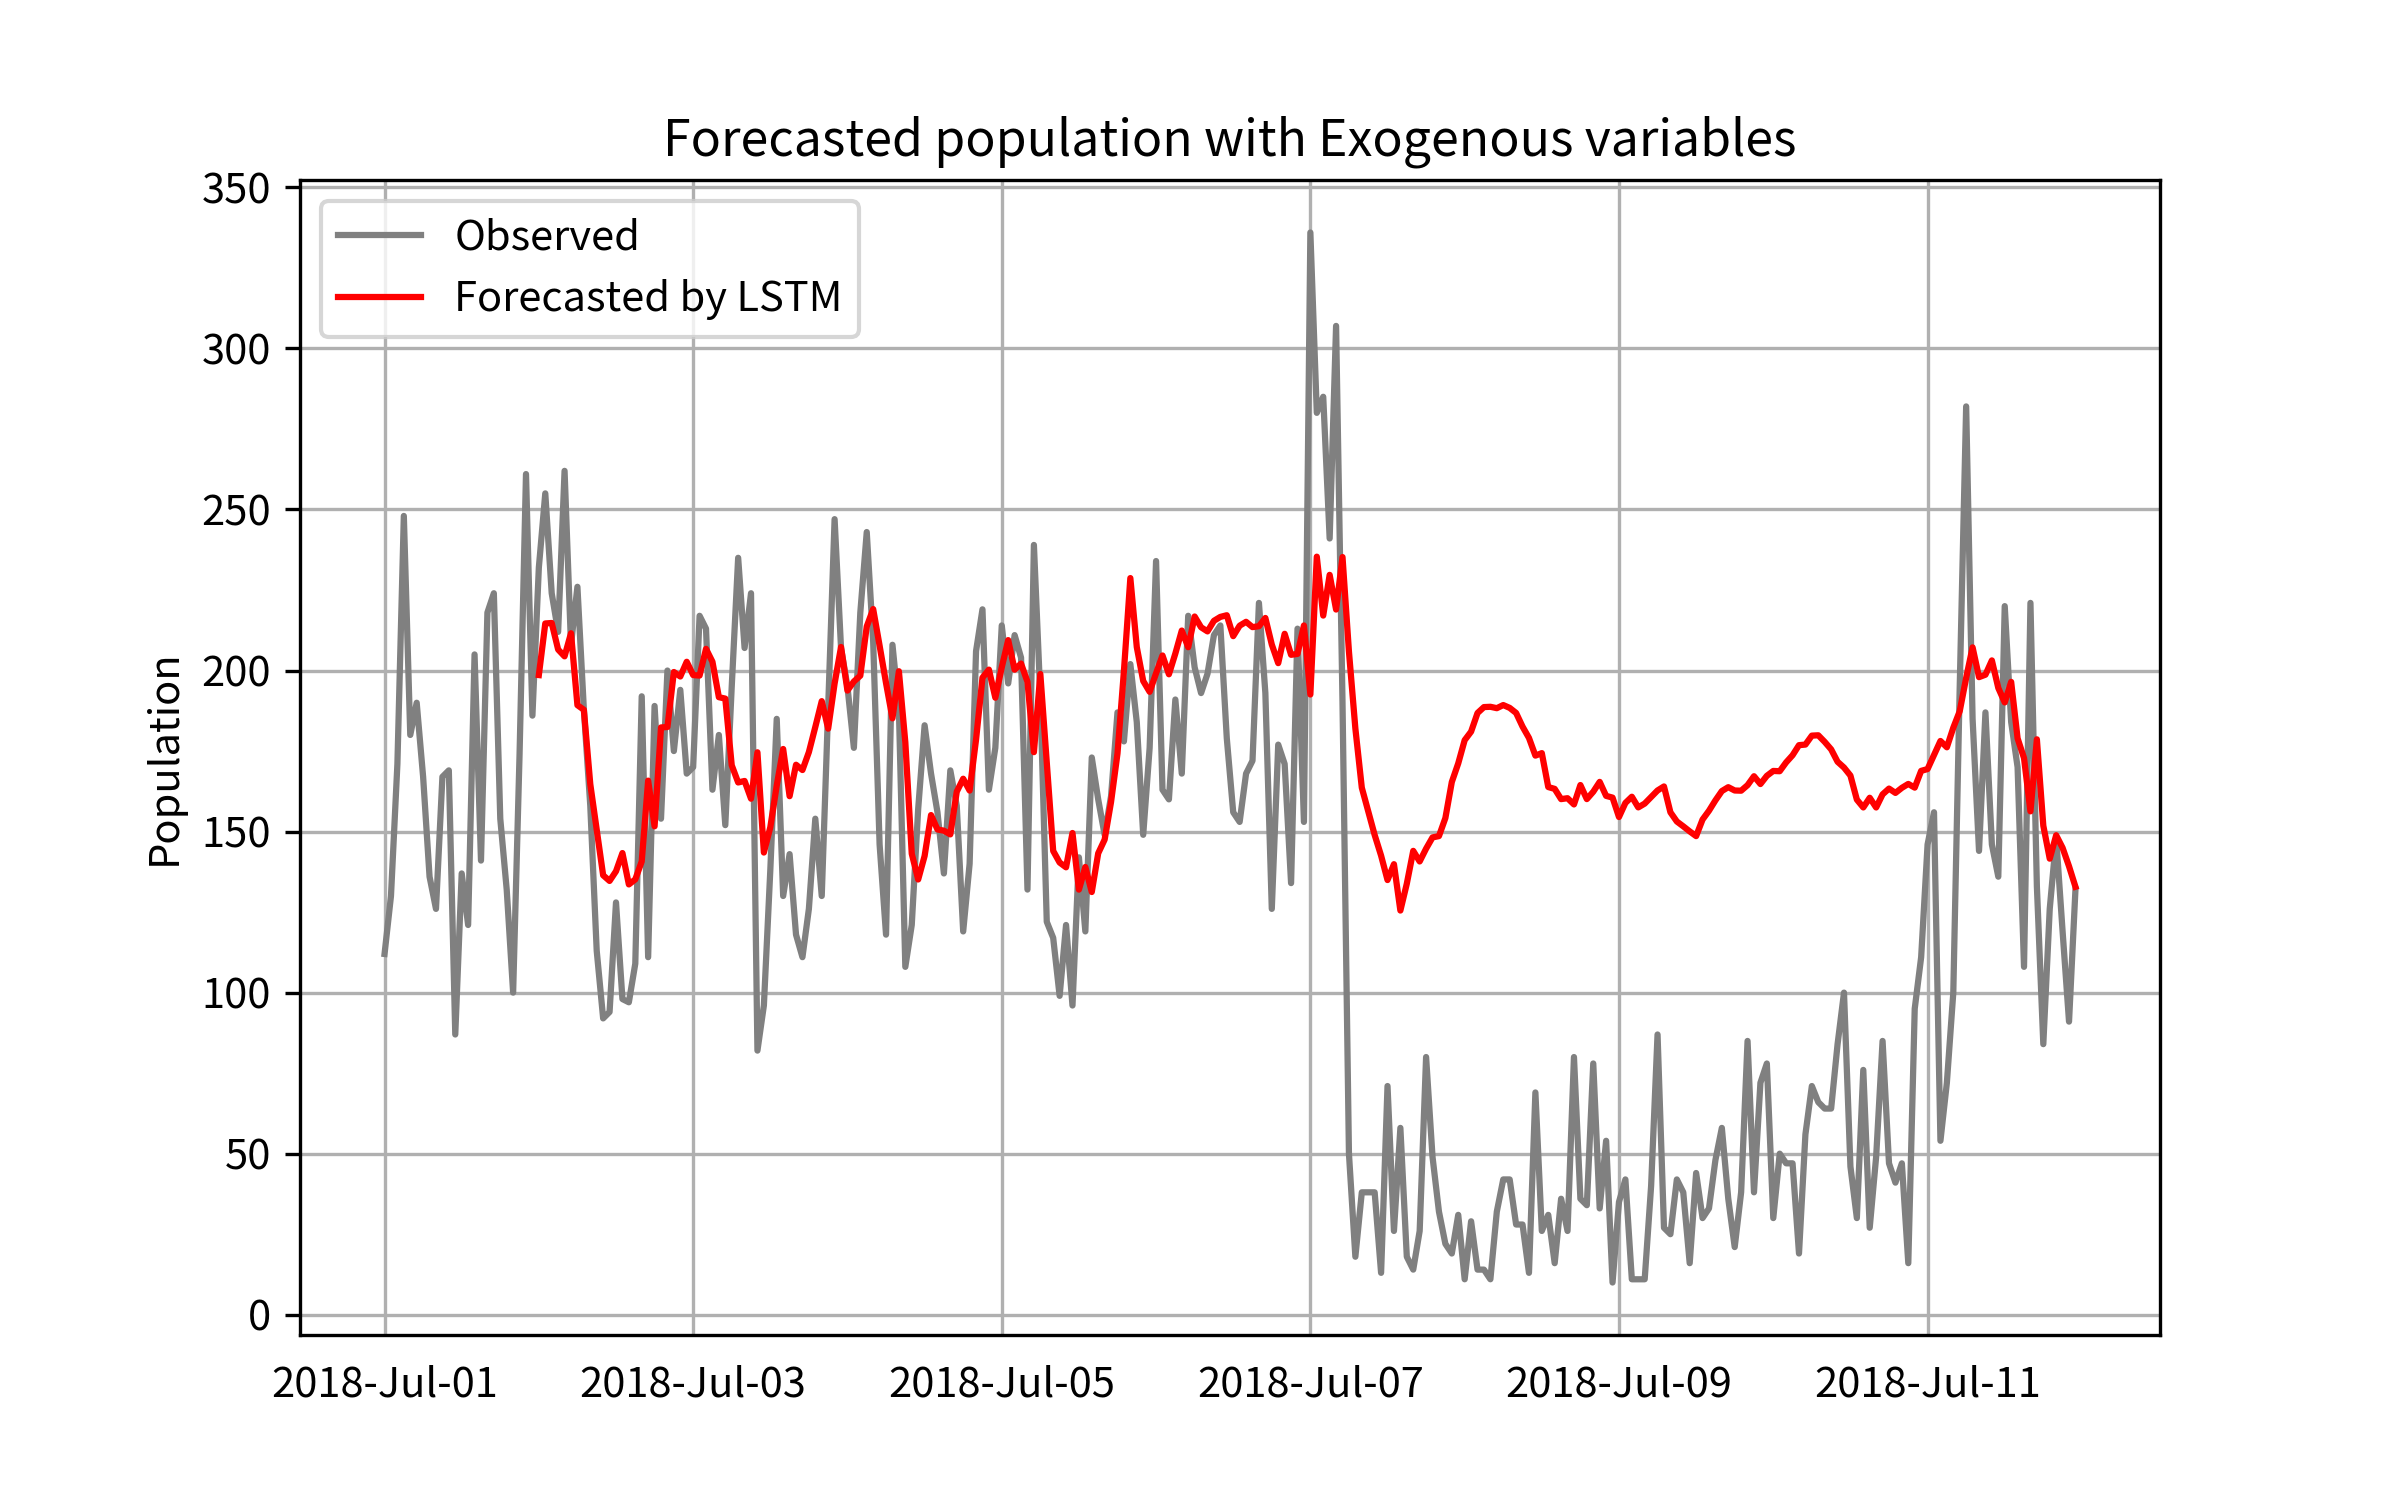 Forecasted population with Exogenous variables
350
300
250
200
150
100
50
0
Population
Observed
Forecasted by LSTM
2018-Jul-01
2018-Jul-03
2018-Jul-05
2018-Jul-07
2018-Jul-09
2018-Jul-11